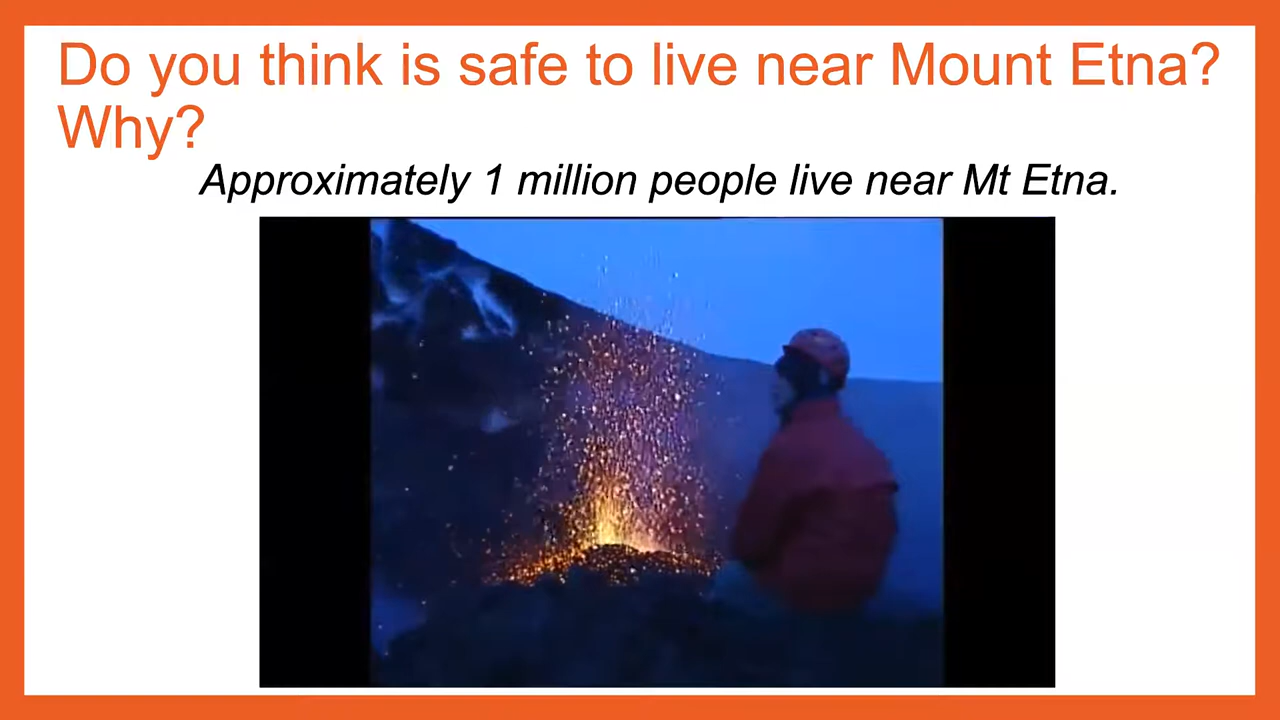 Do you think is safe to live near Mount Etna?
Why?
Approximately 1 million people live near Mt Etna.